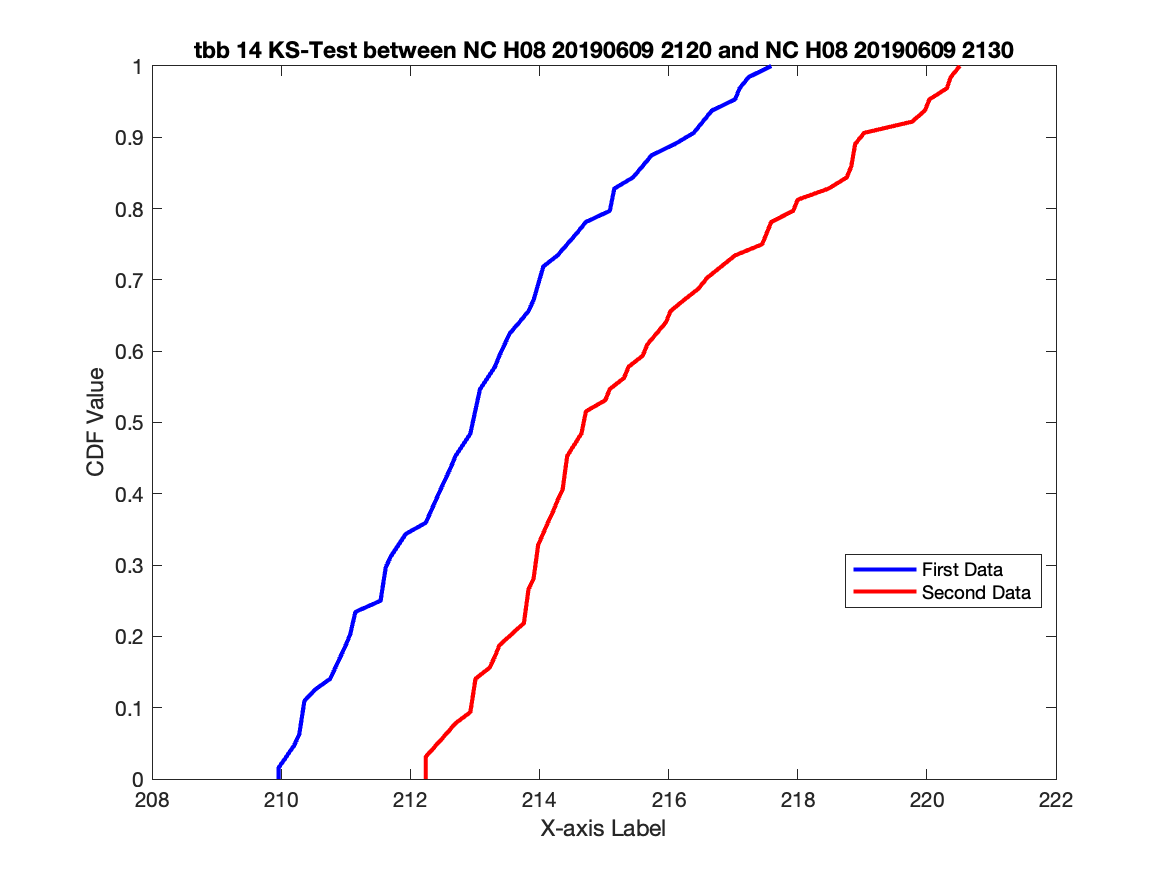 tbb 14 KS-Test between NC H08 20190609 2120 and NC H08 20190609 2130
1
0.9
0.8
0.7
0.6
0.5
0.4
0.3
0.2
0.1
0
CDF Value
First Data
Second Data
208 210 212 214 216 218 220 222
X-axis Label